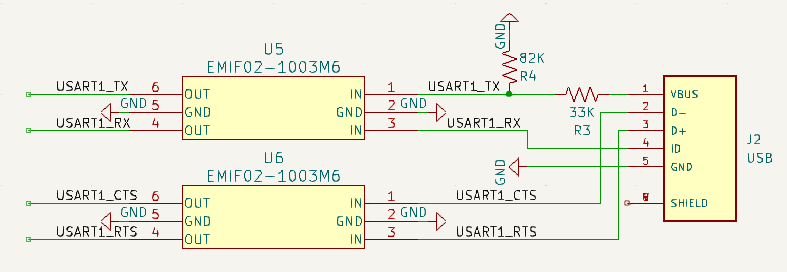 GND
82K
R4
U5
EMIF02-1003M6
USART1_TX 6 OUT IN 1 USART1_TX 1 VBUS
GND 5 GND GND 2 GND 33K 2 D-
USART1_RX 4 OUT IN 3 USART1_RX R3 3 D+
4 ID
J2
USB
U6
EMIF02-1003M6
GND 5 GND
USART1_CTS 6 OUT IN 1 USART1_CTS SHIELD
GND 5 GND GND 2 GND
USART1_RTS 4 OUT IN 3 USART1_RTS